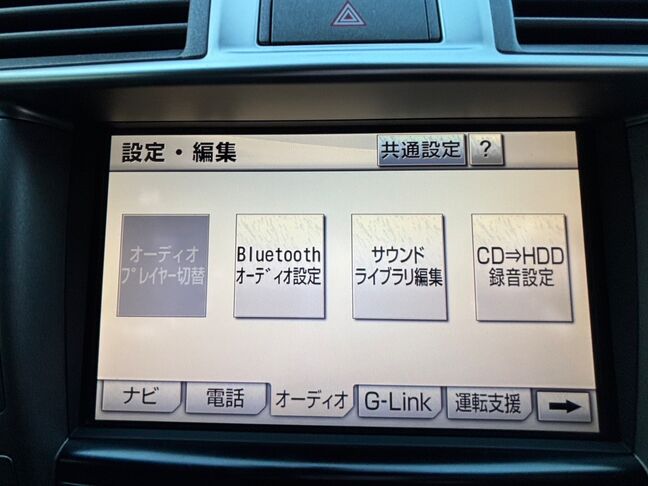 設定・編集
共通設定
?
オーディオ
プレイヤー切替
Bluetooth
オーディオ設定
サウンド
ライブラリ編集
CD⇒HDD
録音設定
ナビ
電話
オーディオ
G-Link
運転支援